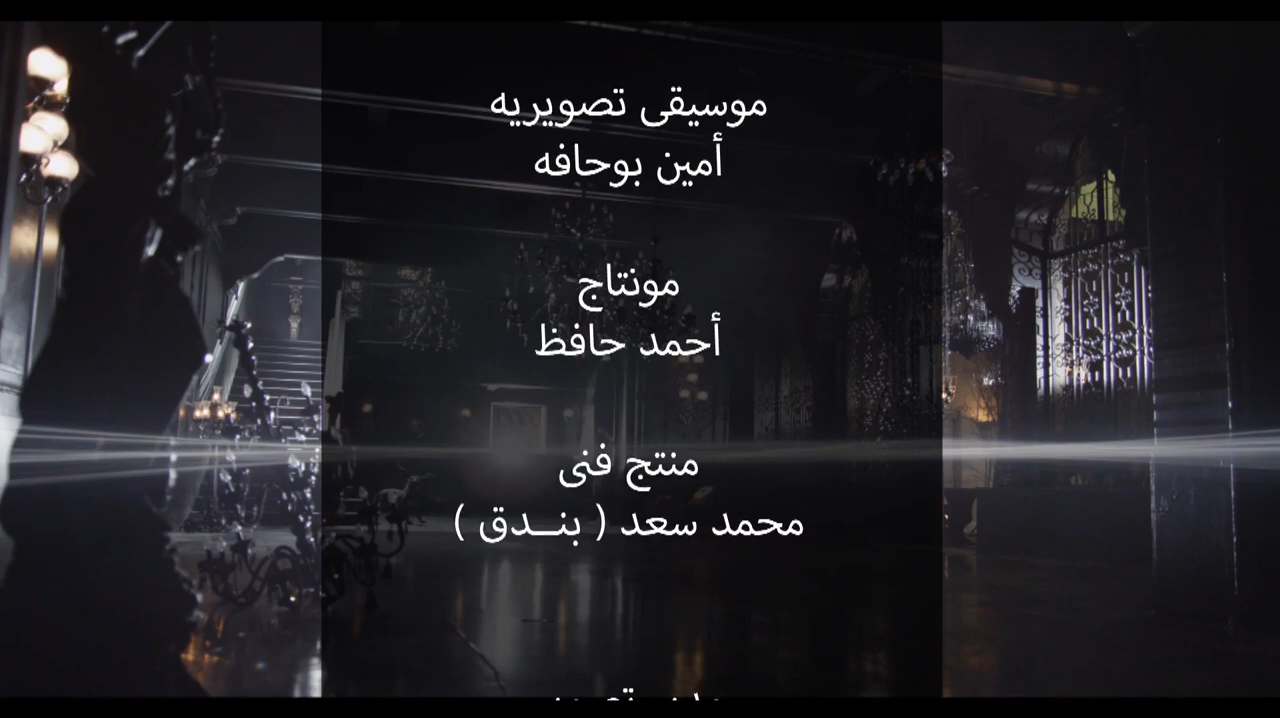 موسيقى تصويريه
أمين بوحافه
مونتاج
أحمد حافظ
منتج فنى
محمد سعد ( بنــدق )